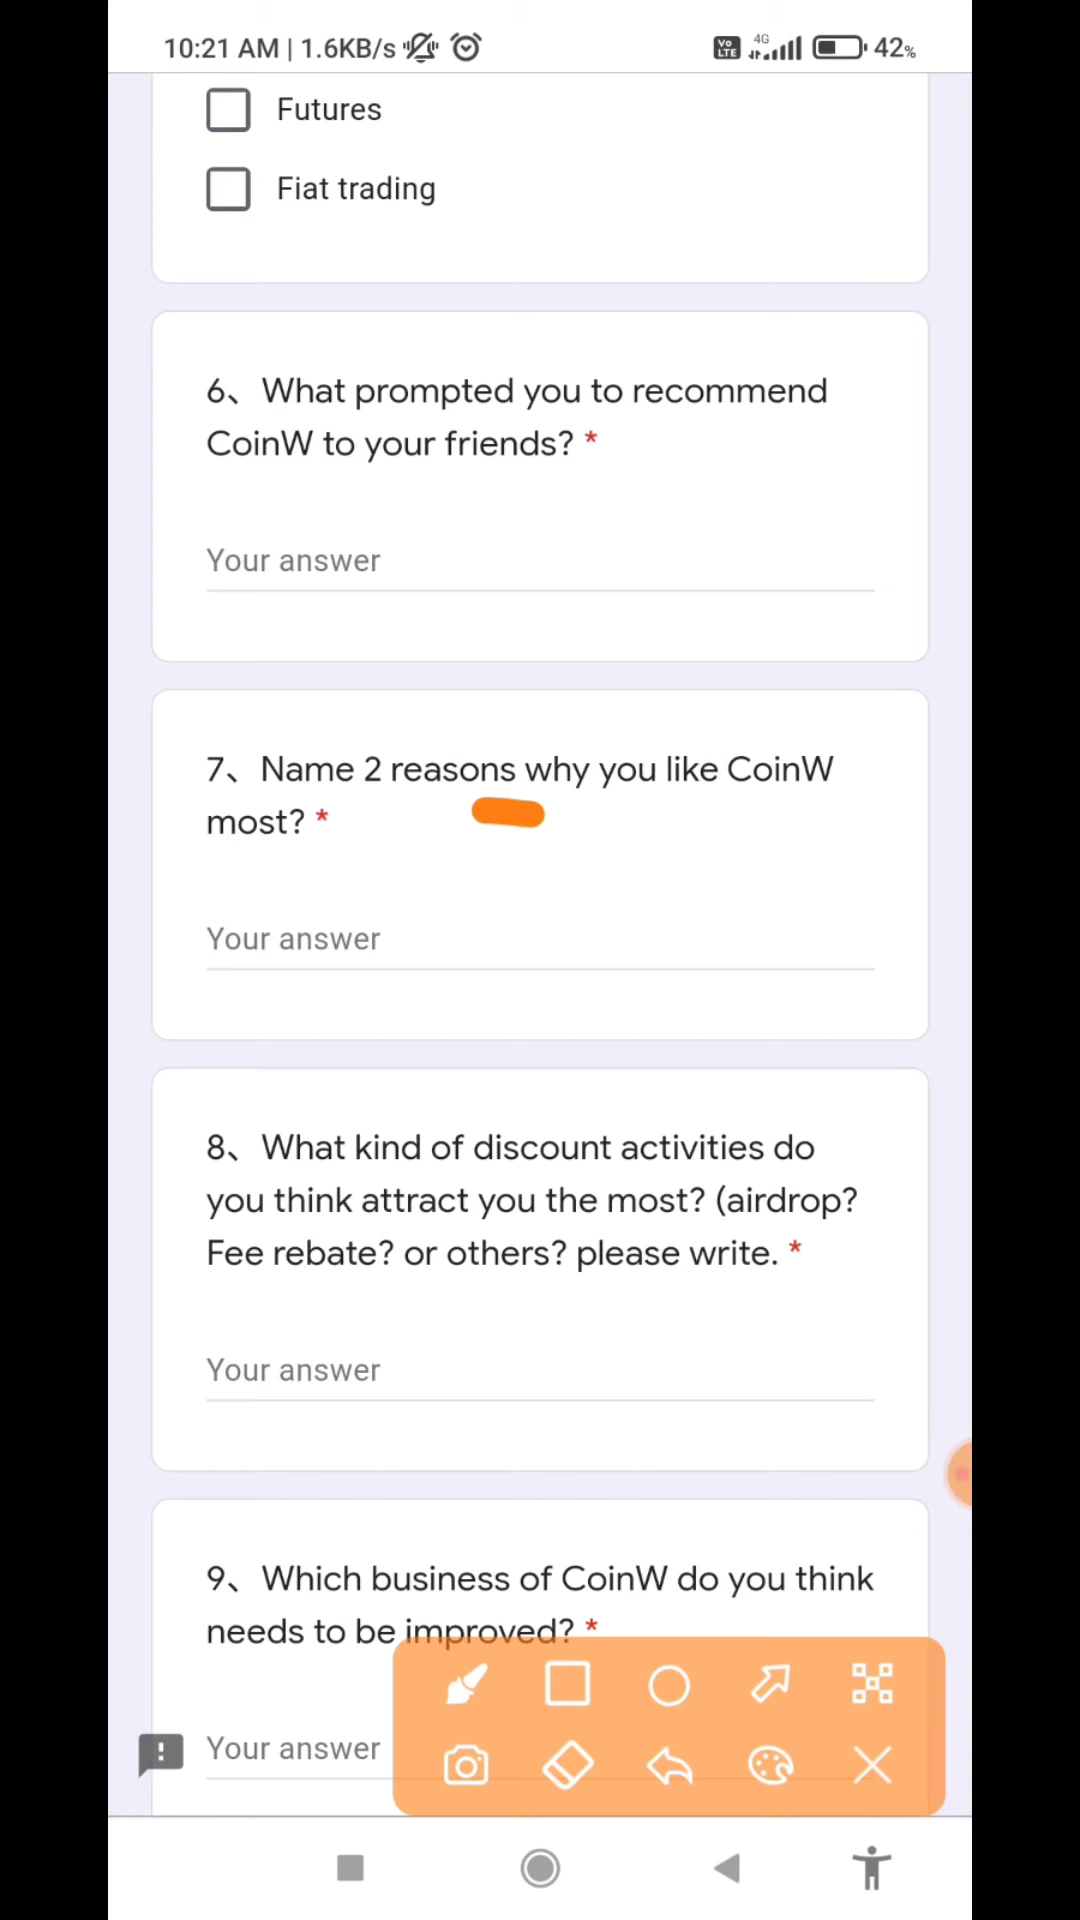 10:21 AM | 1.6KB/s Vo LTE 4G 42%
Futures
Fiat trading
6、What prompted you to recommend
CoinW to your friends? *
Your answer
7、Name 2 reasons why you like CoinW
most? *
Your answer
8、What kind of discount activities do
you think attract you the most? (airdrop?
Fee rebate? or others? please write. *
Your answer
9、Which business of CoinW do you think
needs to be improved? *
Your answer